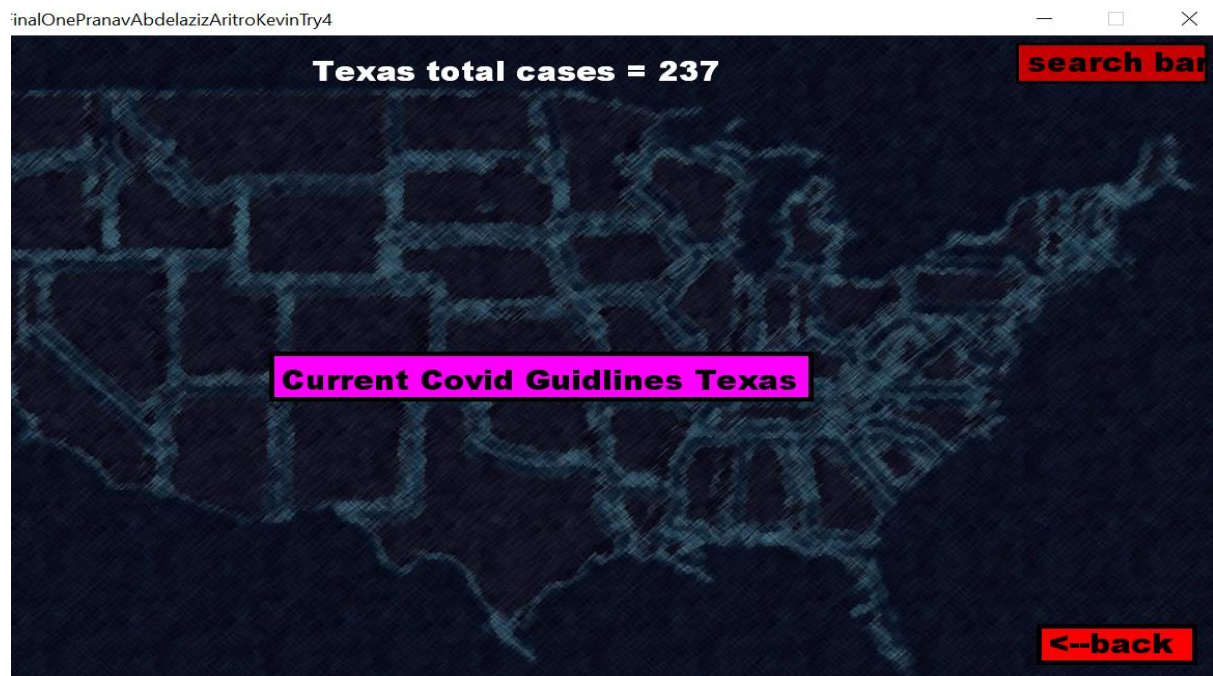 inalOnePranavAbdelazizAritroKevinTry4
Texas total cases = 237
search bar
Current Covid Guidlines Texas
<--back